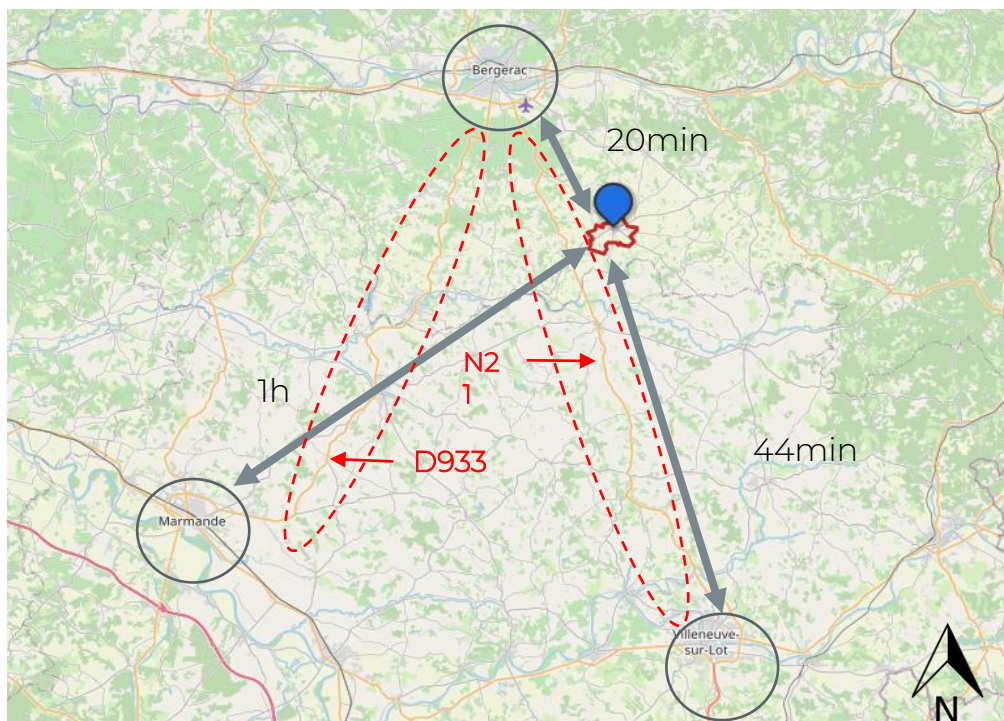 Bergerac
20min
N2
1
1h
44min
D933
Marmande
Villeneuve-
sur-Lot
N